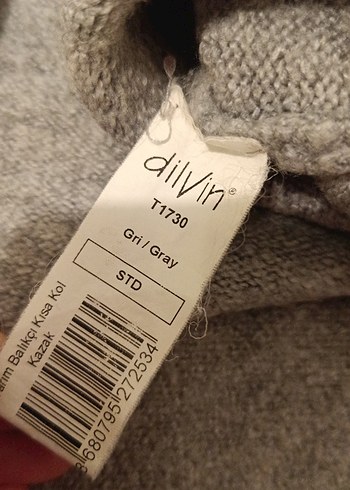 dilvin®
T1730
Gri / Gray
STD
Balıkçı Kısa Kol
Kazak
8680795272534